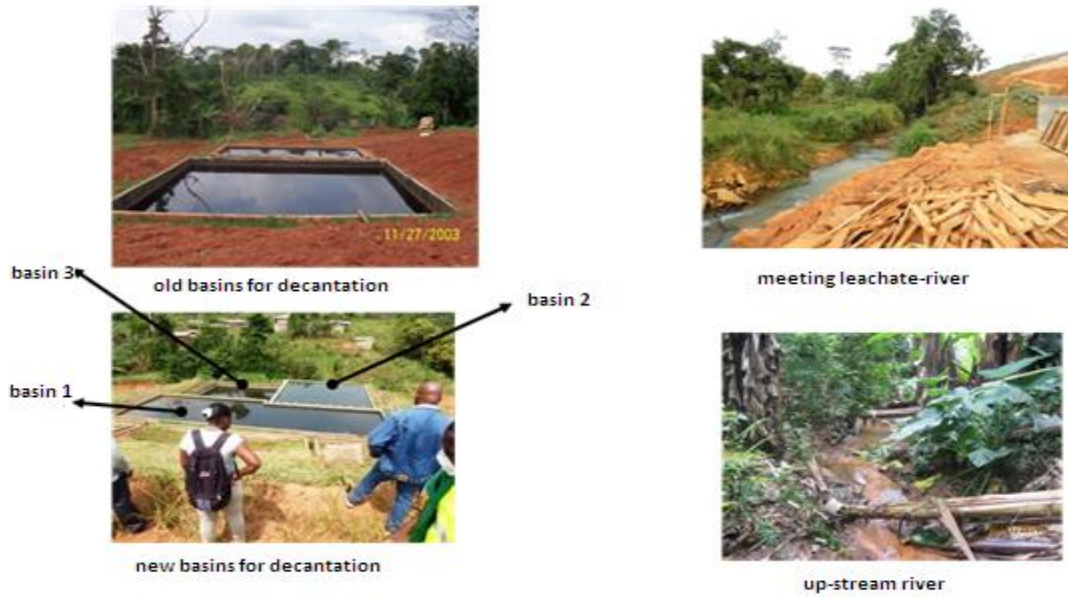 11/27/2003
basin 3
old basins for decantation
basin 2
meeting leachate-river
basin 1
new basins for decantation
up-stream river